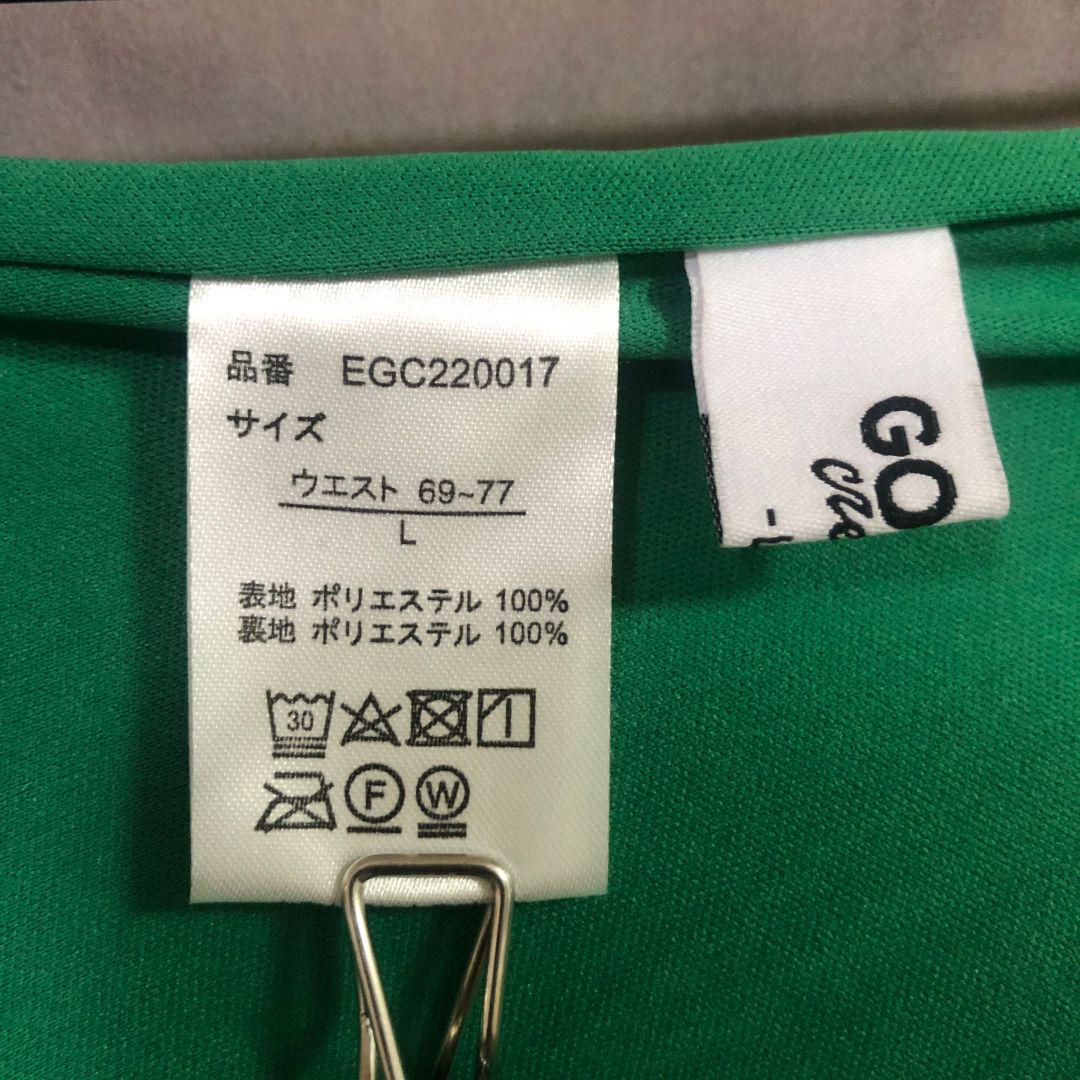 品番 EGC220017
サイズ
ウエスト 69~77
L
表地 ポリエステル 100%
裏地 ポリエステル 100%
30
F
W
GO